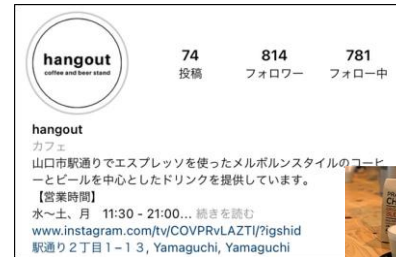 hangout
coffee and beer stand
74 814 781
投稿 フォロワー フォロー中
hangout
カフェ
山口市駅通りでエスプレッソを使ったメルボルンスタイルのコーヒ
ーとビールを中心としたドリンクを提供しています。
【営業時間】
水~土、月 11:30 - 21:00... 続きを読む
www.instagram.com/tv/COVPRvLAZTI/?igshid
駅通り2丁目1−13, Yamaguchi, Yamaguchi